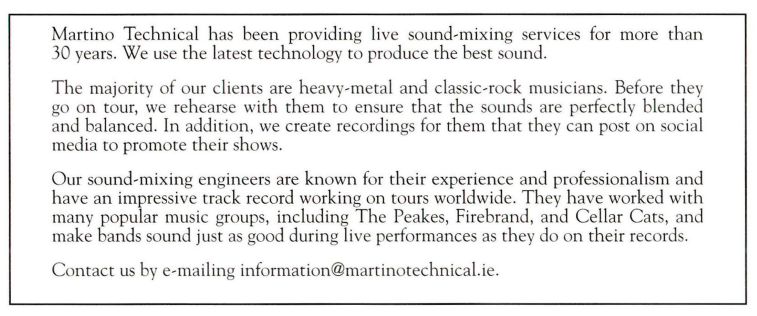 Martino Technical has been providing live sound-mixing services for more than
30 years. We use the latest technology to produce the best sound.
The majority of our clients are heavy-metal and classic-rock musicians. Before they
go on tour, we rehearse with them to ensure that the sounds are perfectly blended
and balanced. In addition, we create recordings for them that they can post on social
media to promote their shows.
Our sound-mixing engineers are known for their experience and professionalism and
have an impressive track record working on tours worldwide. They have worked with
many popular music groups, including The Peakes, Firebrand, and Cellar Cats, and
make bands sound just as good during live performances as they do on their records.
Contact us by e-mailing information@martinotechnical.ie.